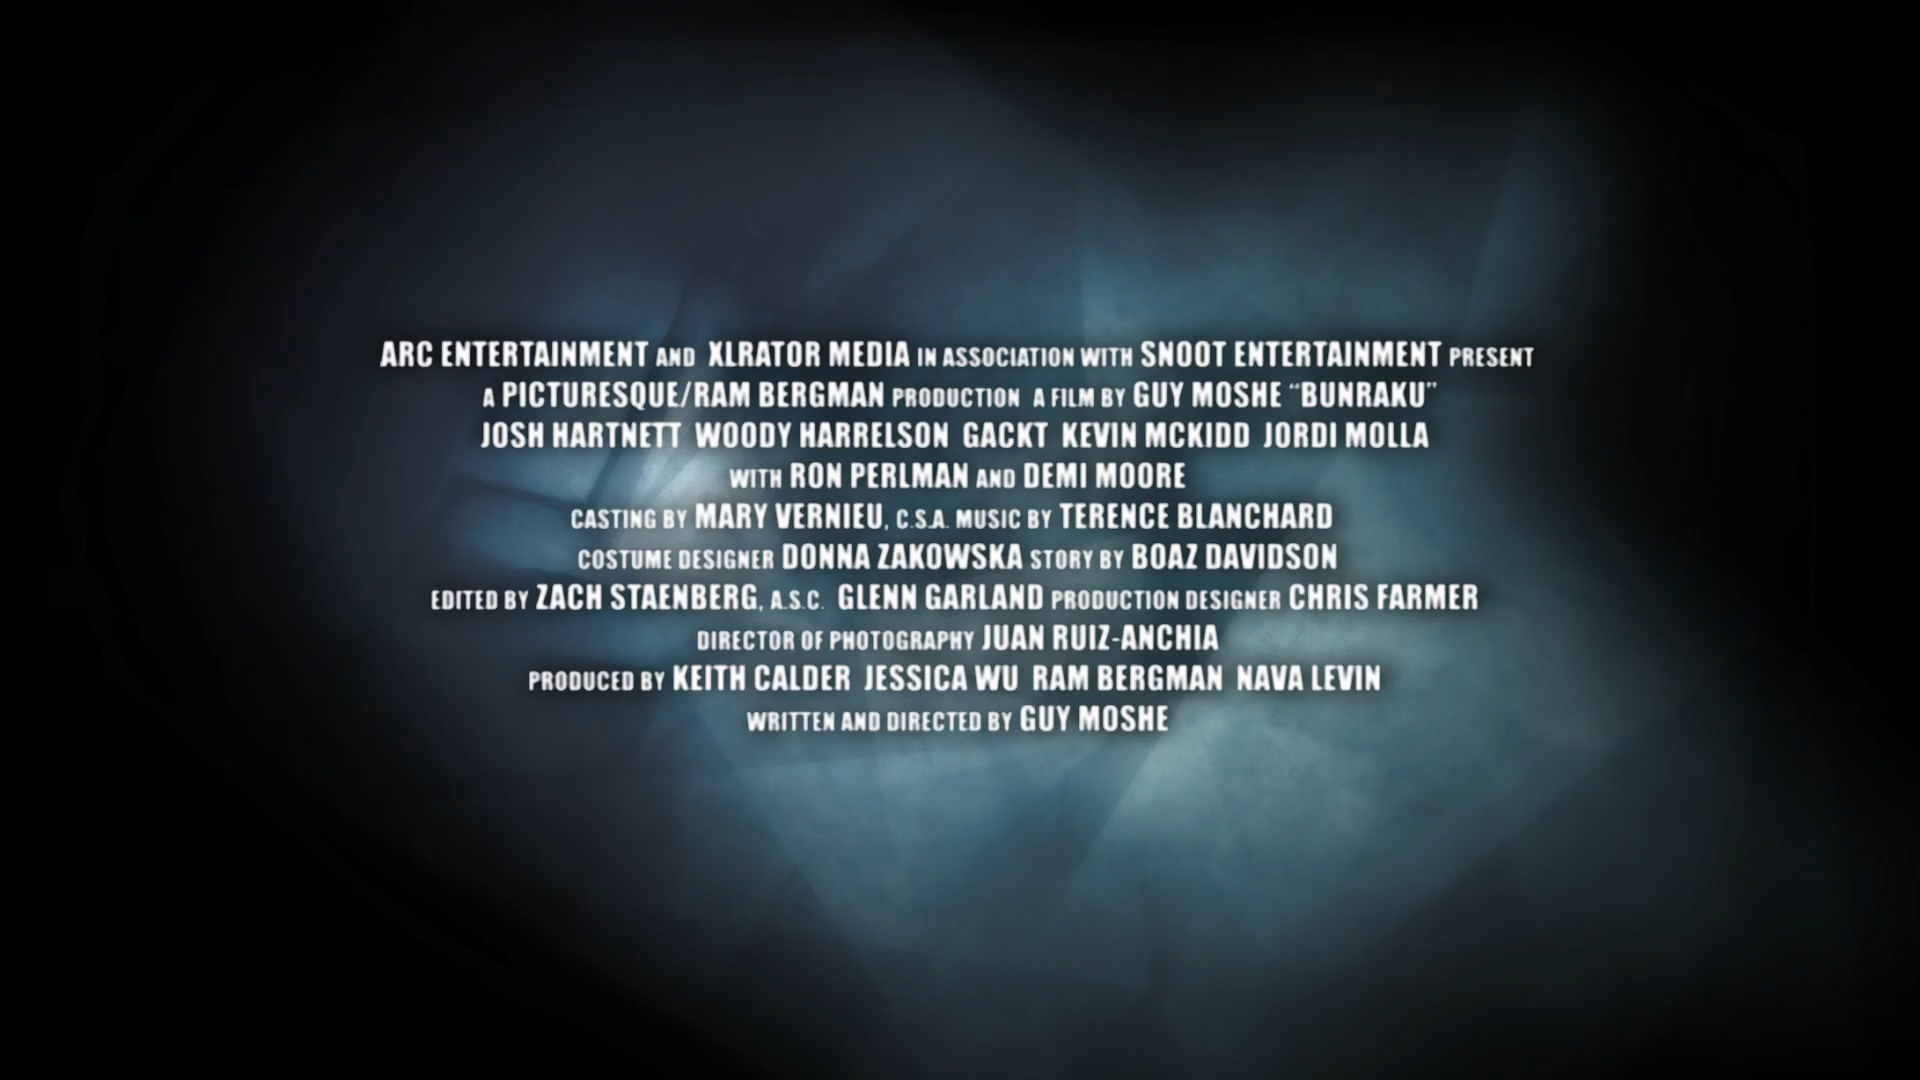 ARC ENTERTAINMENT AND XLRATOR MEDIA IN ASSOCIATION WITH SNOOT ENTERTAINMENT PRESENT
A PICTURESQUE/RAM BERGMAN PRODUCTION A FILM BY GUY MOSHE “BUNRAKU”
JOSH HARTNETT WOODY HARRELSON GACKT KEVIN MCKIDD JORDI MOLLA
WITH RON PERLMAN AND DEMI MOORE
CASTING BY MARY VERNIEU, C.S.A. MUSIC BY TERENCE BLANCHARD
COSTUME DESIGNER DONNA ZAKOWSKA STORY BY BOAZ DAVIDSON
EDITED BY ZACH STAENBERG, A.S.C. GLENN GARLAND PRODUCTION DESIGNER CHRIS FARMER
DIRECTOR OF PHOTOGRAPHY JUAN RUIZ-ANCHIA
PRODUCED BY KEITH CALDER JESSICA WU RAM BERGMAN NAVA LEVIN
WRITTEN AND DIRECTED BY GUY MOSHE